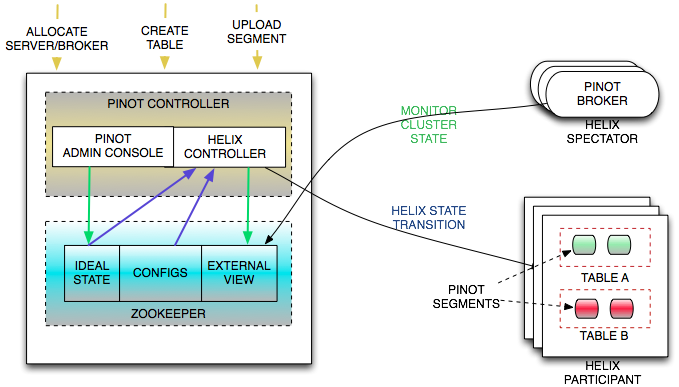 ALLOCATE
SERVER/BROKER
CREATE
TABLE
UPLOAD
SEGMENT
PINOT CONTROLLER
PINOT
ADMIN CONSOLE
HELIX
CONTROLLER
IDEAL
STATE
CONFIGS
EXTERNAL
VIEW
ZOOKEEPER
MONITOR
CLUSTER
STATE
HELIX STATE
TRANSITION
PINOT
BROKER
HELIX
SPECTATOR
PINOT
SEGMENTS
TABLE A
TABLE B
HELIX
PARTICIPANT